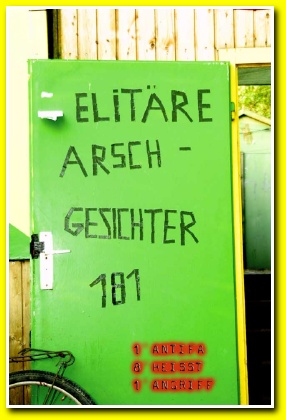 ELiTÄRE
ARSCH-
GESICHTER
181
1 ANTIFA
8 HEISST
1 ANGRIFF